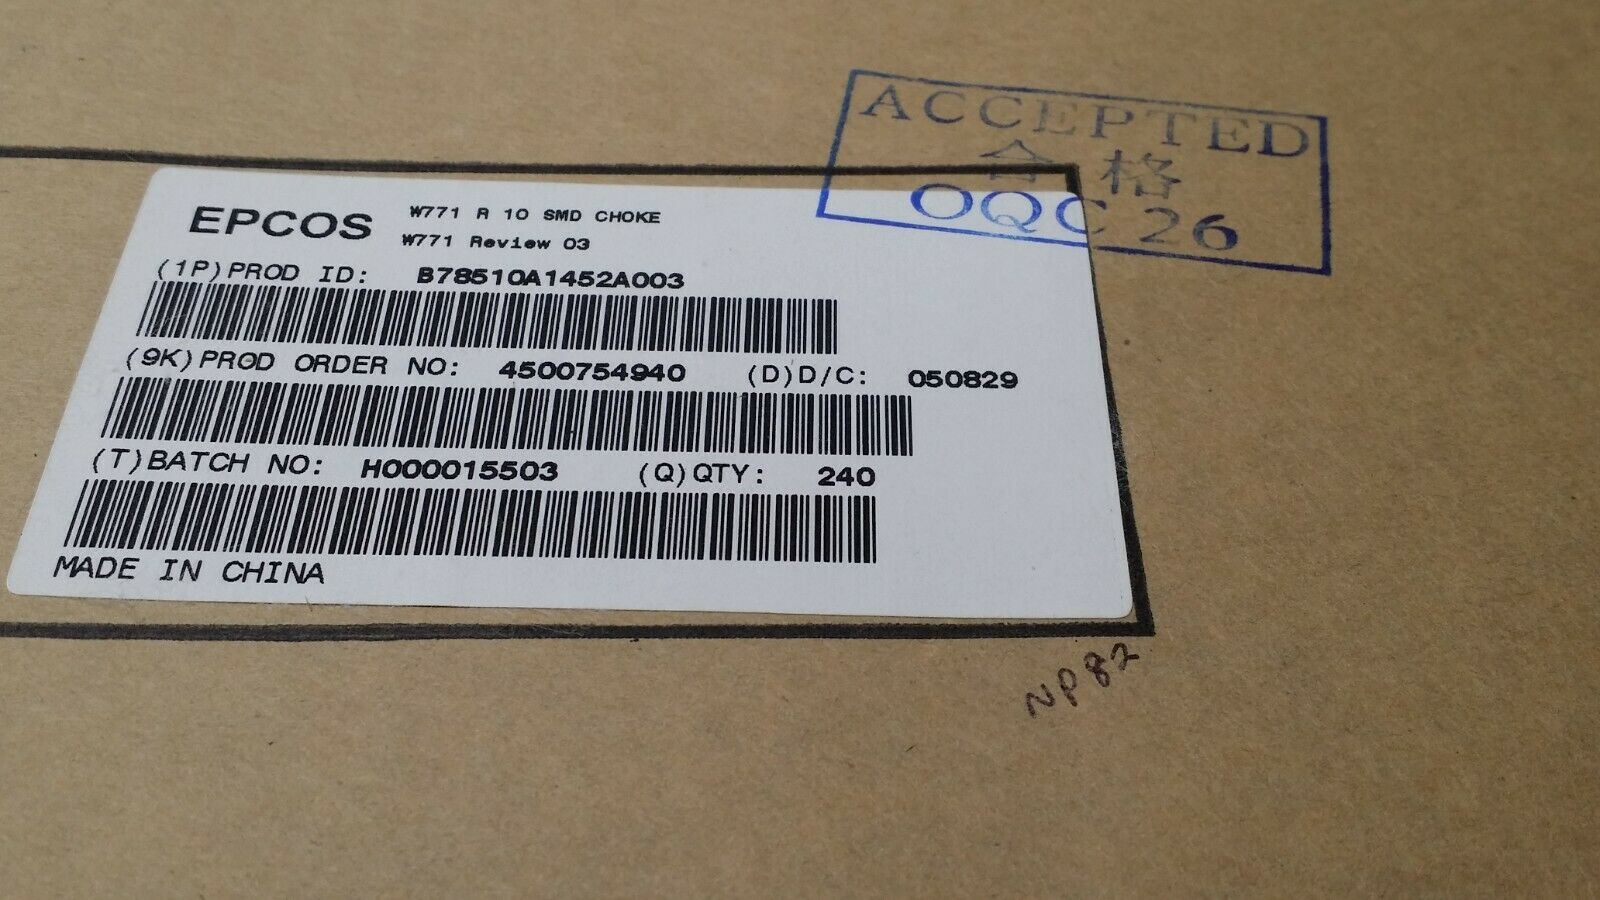 ACCEPTED
合格
OQC 26
EPCOS
W771 R 10 SMD CHOKE
W771 Review 03
(1P)PROD ID: B78510A1452A003
(9K)PROD ORDER NO: 4500754940 (D)D/C: 050829
(T)BATCH NO: H000015503 (Q)QTY: 240
MADE IN CHINA
NP82